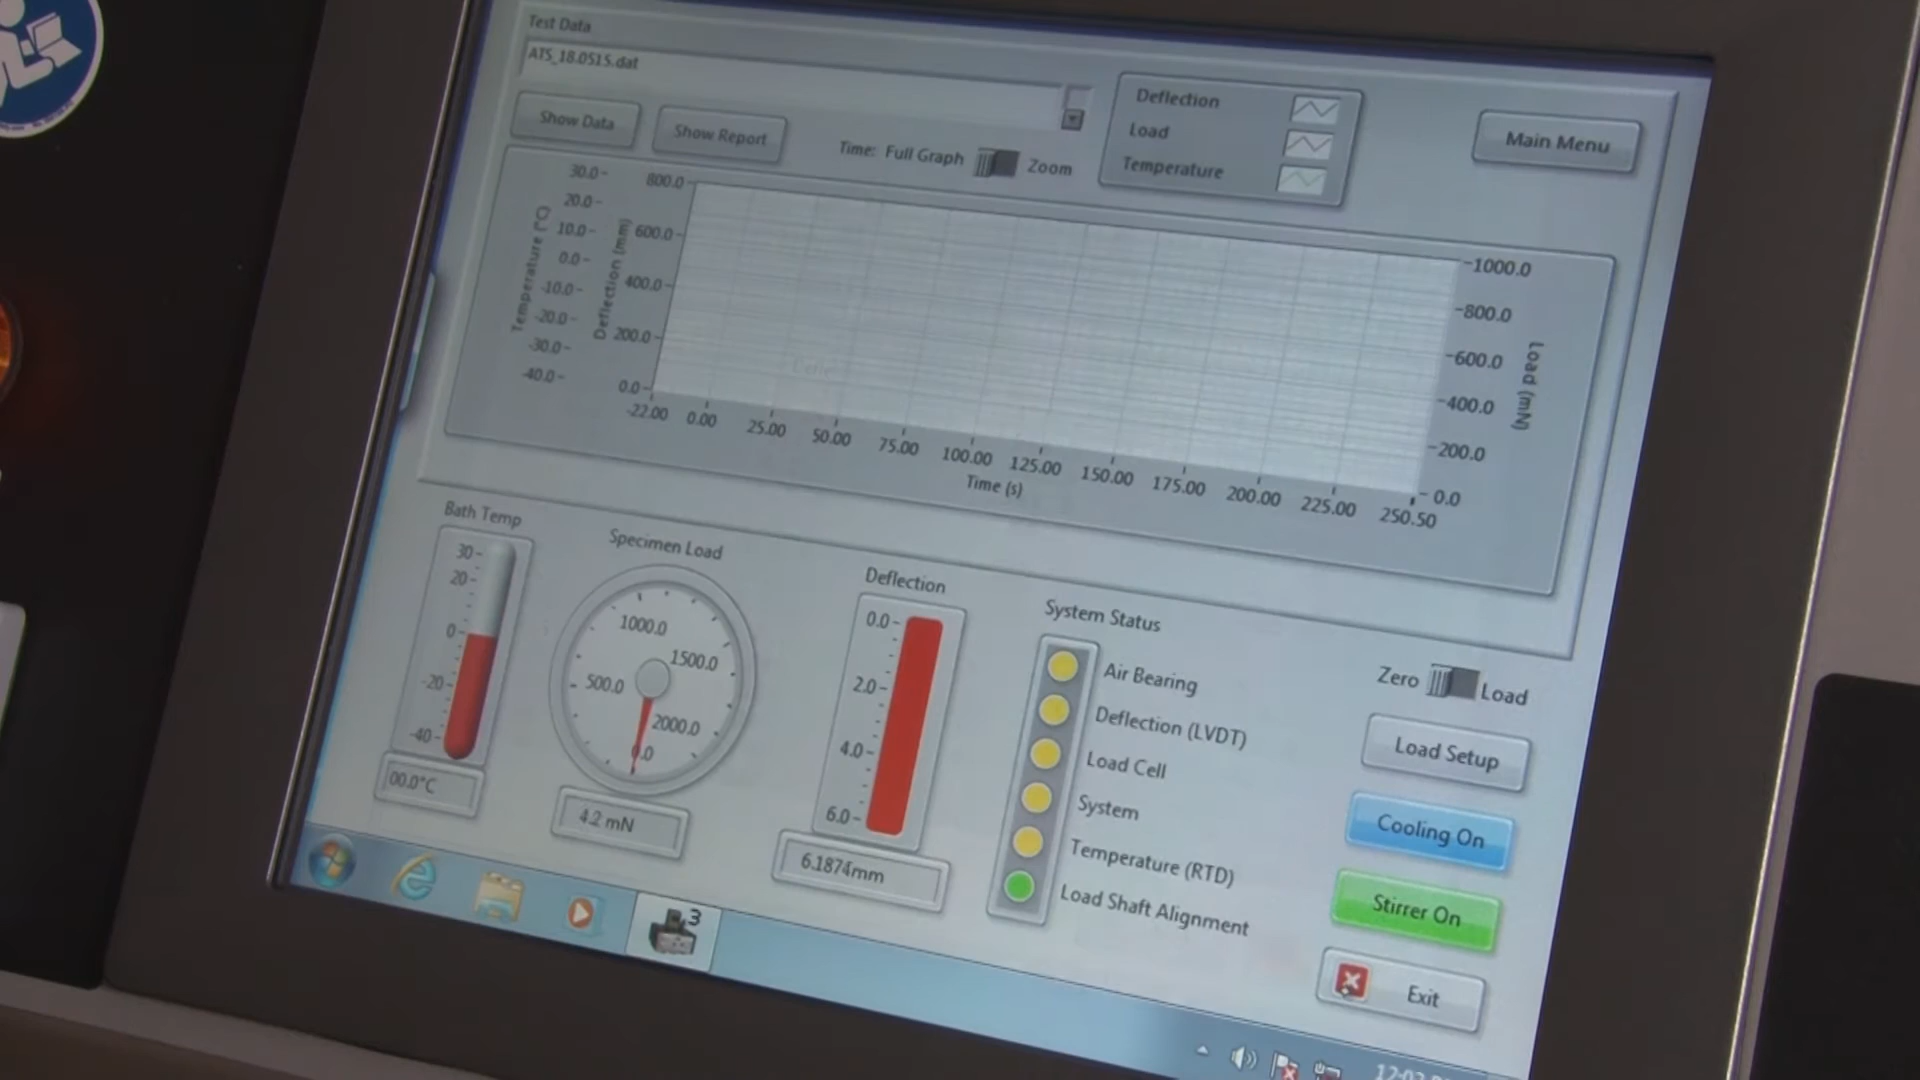 Test Data
ATS_18.0515.dat
Show Data
Show Report
Time: Full Graph
Zoom
Deflection
Load
Temperature
Main Menu
Temperature (°C)
30.0
20.0
10.0
0.0
-10.0
-20.0
-30.0
-40.0
Deflection (mm)
800.0
600.0
400.0
200.0
0.0
-22.00 0.00 25.00 50.00 75.00 100.00 125.00 150.00 175.00 200.00 225.00 250.50
Time (s)
1000.0
800.0
600.0
400.0
200.0
0.0
Load (mN)
Bath Temp
30
20
0
-20
-40
00.0°C
Specimen Load
1000.0
1500.0
500.0
2000.0
0.0
4.2 mN
Deflection
0.0
2.0
4.0
6.0
6.1874mm
System Status
Air Bearing
Deflection (LVDT)
Load Cell
System
Temperature (RTD)
Load Shaft Alignment
Zero
Load
Load Setup
Cooling On
Stirrer On
Exit
3